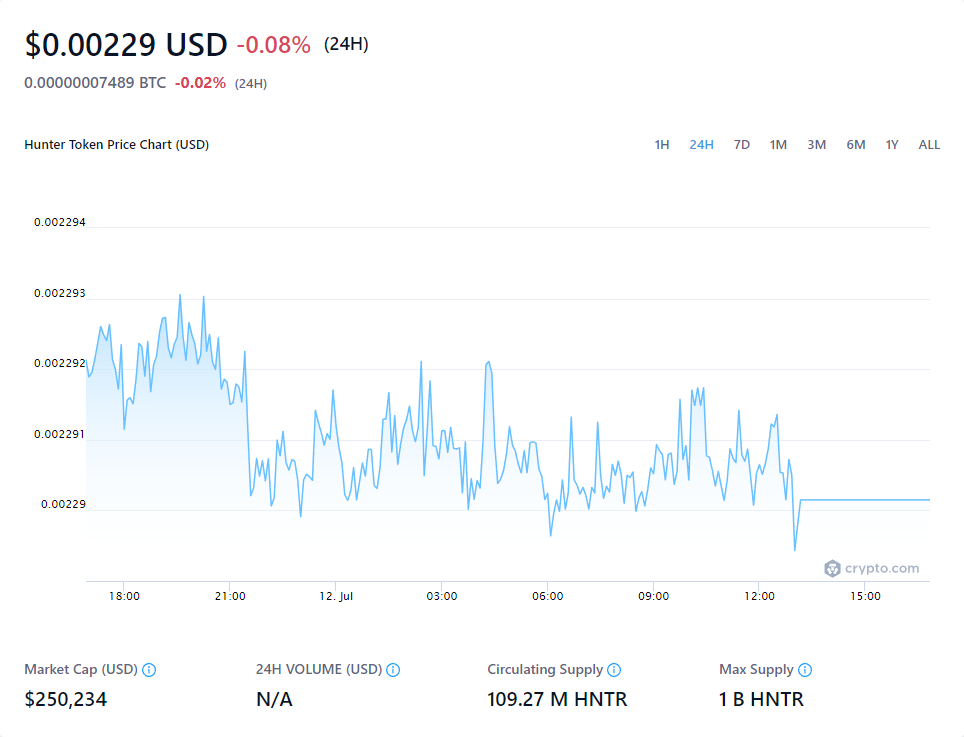 $0.00229 USD -0.08% (24H)
0.00000007489 BTC -0.02% (24H)
Hunter Token Price Chart (USD) 1H 24H 7D 1M 3M 6M 1Y ALL
0.002294
0.002293
0.002292
0.002291
0.00229
crypto.com
18:00 21:00 12. Jul 03:00 06:00 09:00 12:00 15:00
Market Cap (USD) 24H VOLUME (USD) Circulating Supply Max Supply
$250,234 N/A 109.27 M HNTR 1 B HNTR